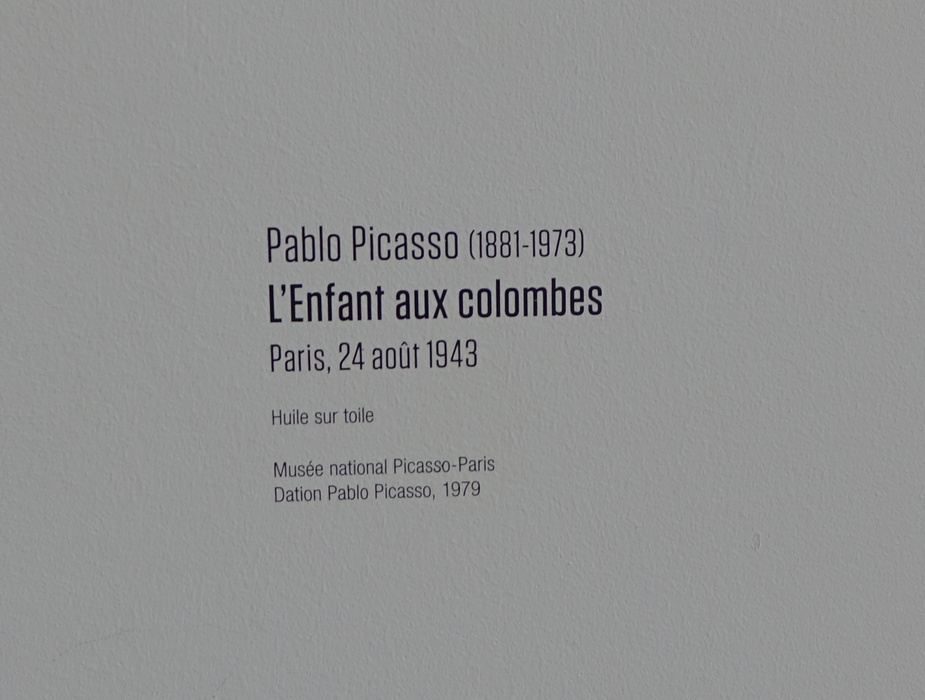 Pablo Picasso (1881-1973)
L'Enfant aux colombes
Paris, 24 août 1943
Huile sur toile
Musée national Picasso-Paris
Dation Pablo Picasso, 1979